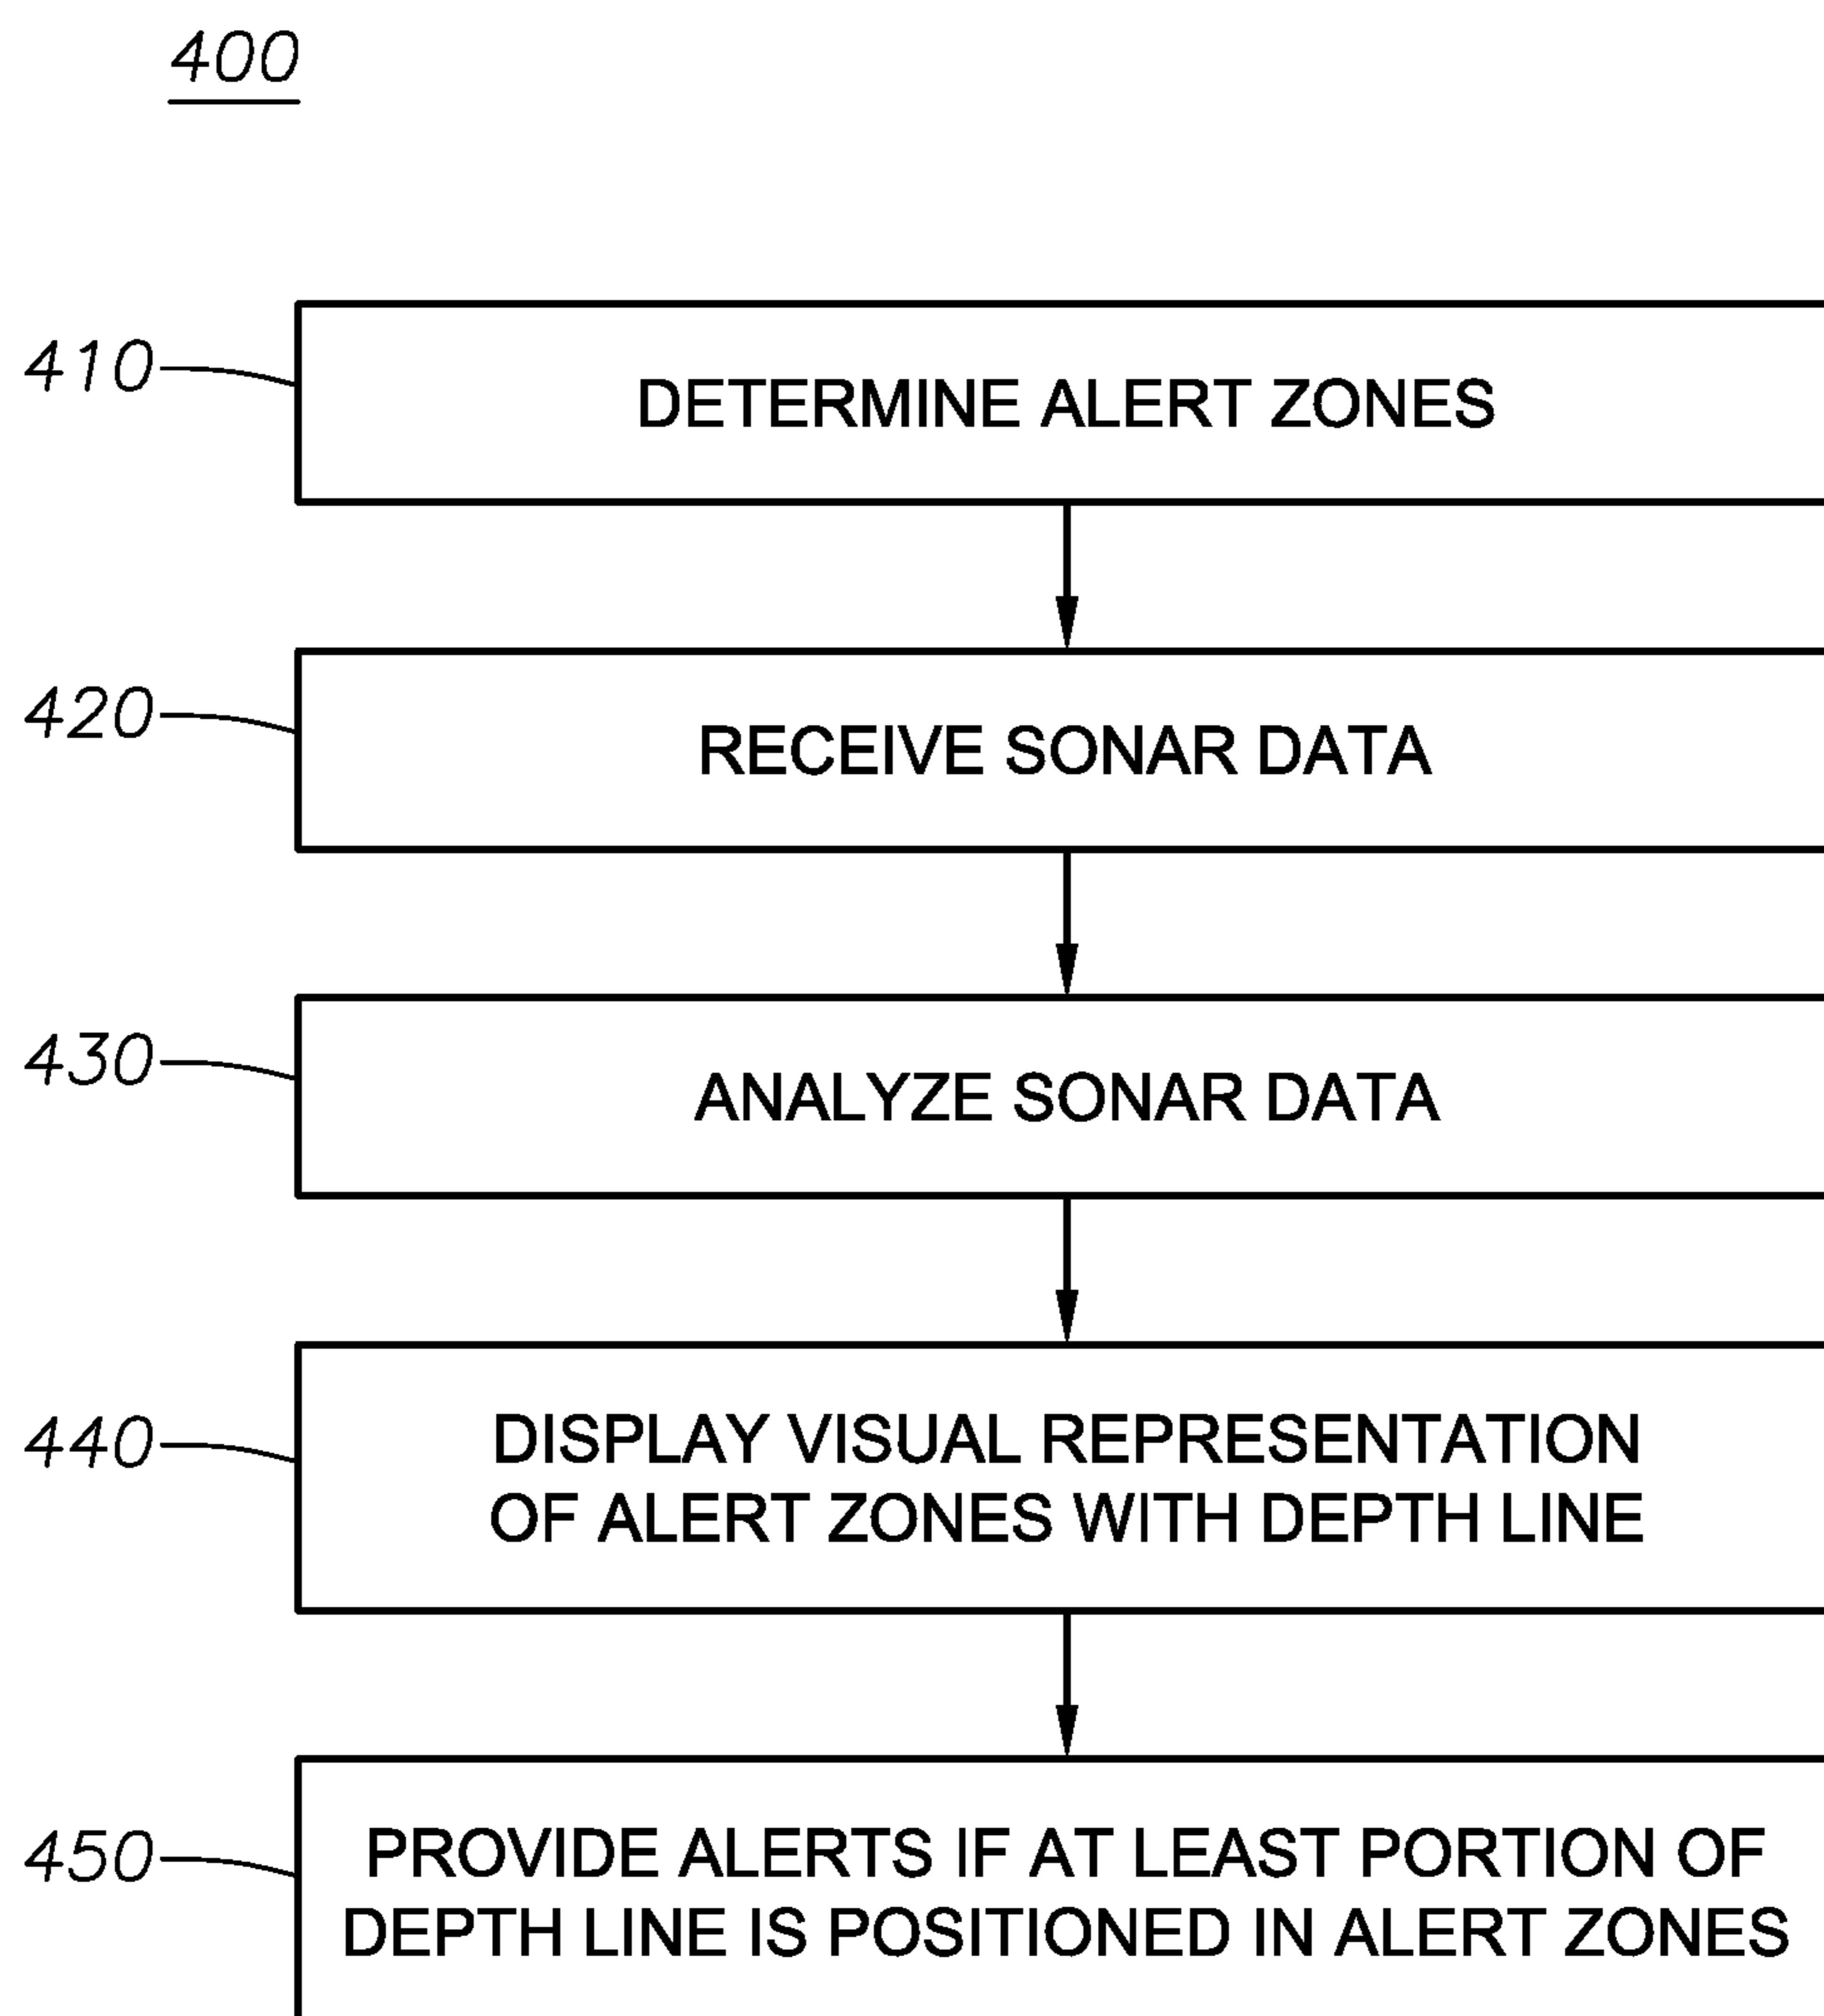 400
410
DETERMINE ALERT ZONES
420
RECEIVE SONAR DATA
430
ANALYZE SONAR DATA
440
DISPLAY VISUAL REPRESENTATION
OF ALERT ZONES WITH DEPTH LINE
450
PROVIDE ALERTS IF AT LEAST PORTION OF
DEPTH LINE IS POSITIONED IN ALERT ZONES